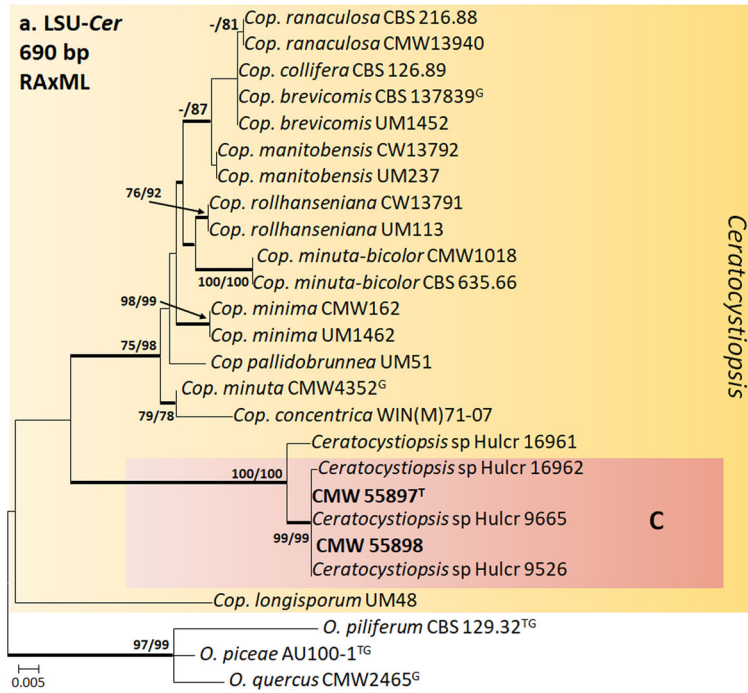 a. LSU-Cer
690 bp
RAxML
-/81
Cop. ranaculosa CBS 216.88
Cop. ranaculosa CMW13940
Cop. collifera CBS 126.89
Cop. brevicomis CBS 137839ᴳ
-/87
Cop. brevicomis UM1452
Cop. manitobensis CW13792
Cop. manitobensis UM237
76/92
Cop. rollhanseniana CW13791
Cop. rollhanseniana UM113
Cop. minuta-bicolor CMW1018
100/100
Cop. minuta-bicolor CBS 635.66
98/99
Cop. minima CMW162
Cop. minima UM1462
75/98
Cop pallidobrunnea UM51
Cop. minuta CMW4352ᴳ
79/78
Cop. concentrica WIN(M)71-07
Ceratocystiopsis
Ceratocystiopsis sp Hulcr 16961
100/100
Ceratocystiopsis sp Hulcr 16962
CMW 55897ᵀ
Ceratocystiopsis sp Hulcr 9665
C
99/99
CMW 55898
Ceratocystiopsis sp Hulcr 9526
Cop. longisporum UM48
O. piliferum CBS 129.32ᵀᴳ
97/99
O. piceae AU100-1ᵀᴳ
O. quercus CMW2465ᴳ
0.005